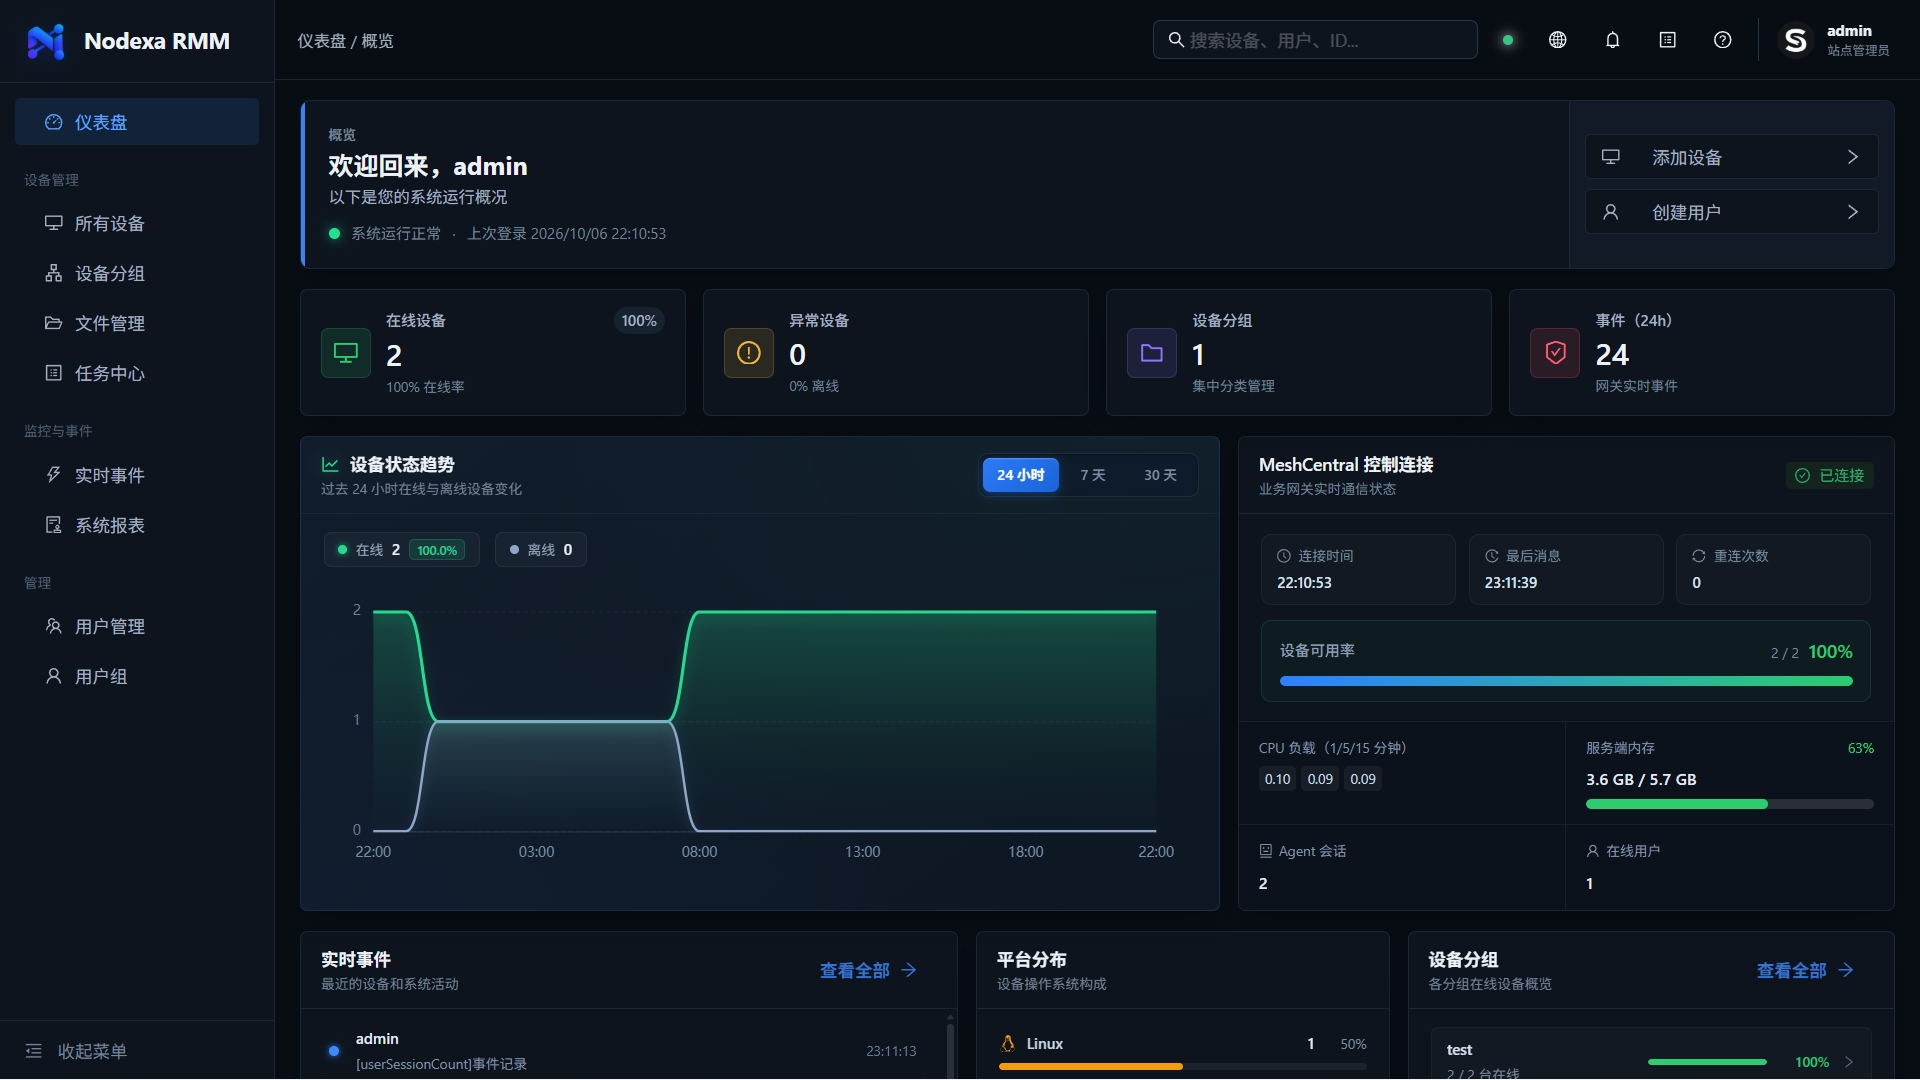 Nodexa RMM
仪表盘
设备管理
所有设备
设备分组
文件管理
任务中心
监控与事件
实时事件
系统报表
管理
用户管理
用户组
收起菜单
仪表盘 / 概览
搜索设备、用户、ID...
admin
站点管理员
概览
欢迎回来，admin
以下是您的系统运行概况
系统运行正常 · 上次登录 2026/10/06 22:10:53
添加设备
创建用户
在线设备
100%
2
100% 在线率
异常设备
0
0% 离线
设备分组
1
集中分类管理
事件（24h）
24
网关实时事件
设备状态趋势
过去 24 小时在线与离线设备变化
24 小时
7 天
30 天
在线 2 100.0%
离线 0
2
1
0
22:00
03:00
08:00
13:00
18:00
22:00
MeshCentral 控制连接
业务网关实时通信状态
已连接
连接时间
22:10:53
最后消息
23:11:39
重连次数
0
设备可用率
2 / 2 100%
CPU 负载（1/5/15 分钟）
0.10 0.09 0.09
服务端内存
63%
3.6 GB / 5.7 GB
Agent 会话
2
在线用户
1
实时事件
最近的设备和系统活动
查看全部
admin
[userSessionCount]事件记录
23:11:13
平台分布
设备操作系统构成
Linux
1
50%
设备分组
各分组在线设备概览
查看全部
test
2 / 2 台在线
100%